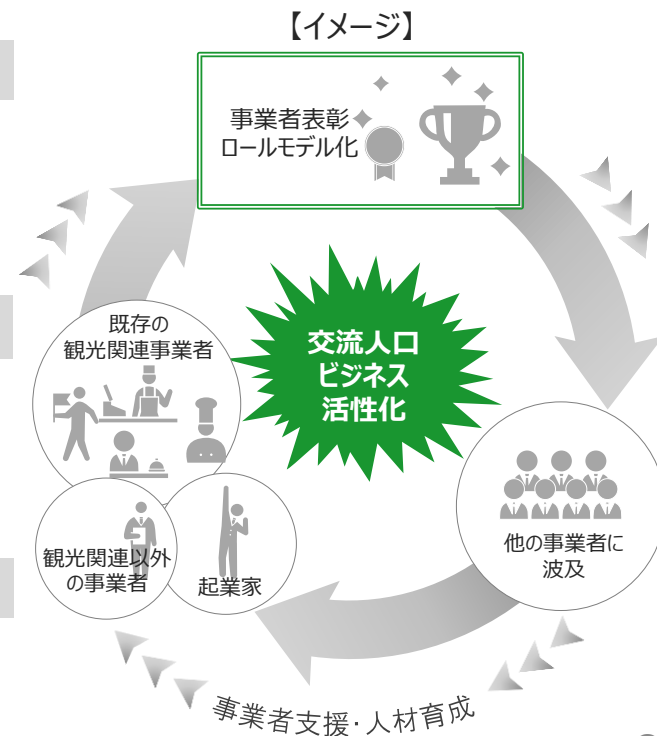 【イメージ】
事業者表彰
ロールモデル化
交流人口
ビジネス
活性化
既存の
観光関連事業者
観光関連以外
の事業者
起業家
他の事業者に
波及
事業者支援・人材育成